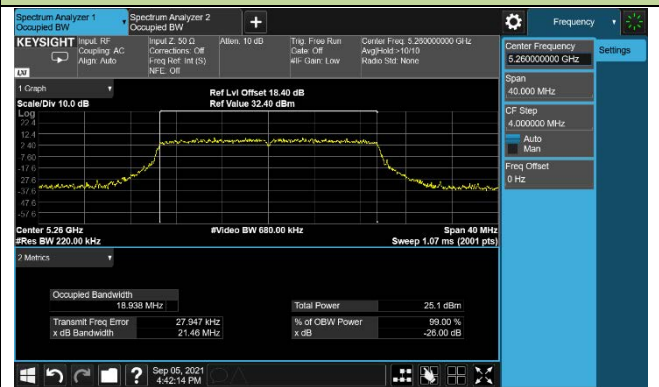 Spectrum Analyzer 1
Occupied BW
Spectrum Analyzer 2
Occupied BW
Frequency
KEYSIGHT
Input: RF
Coupling: AC
Align: Auto
Input Z: 50 Ω
Corrections: Off
Freq Ref: Int (S)
NFE: Off
Atten: 10 dB
Trig: Free Run
Gate: Off
#IF Gain: Low
Center Freq: 5.260000000 GHz
Avg|Hold:>10/10
Radio Std: None
LXI
Center Frequency
5.260000000 GHz
Settings
Span
40.000 MHz
CF Step
4.000000 MHz
Auto
Man
Freq Offset
0 Hz
1 Graph
Scale/Div 10.0 dB
Ref Lvl Offset 18.40 dB
Ref Value 32.40 dBm
Log
22.4
12.4
2.40
-7.60
-17.6
-27.6
-37.6
-47.6
-57.6
Center 5.26 GHz
#Video BW 680.00 kHz
Span 40 MHz
#Res BW 220.00 kHz
Sweep 1.07 ms (2001 pts)
2 Metrics
Occupied Bandwidth
18.938 MHz
Total Power
25.1 dBm
Transmit Freq Error
27.947 kHz
% of OBW Power
99.00 %
x dB Bandwidth
21.46 MHz
x dB
-26.00 dB
?
Sep 05, 2021
4:42:14 PM